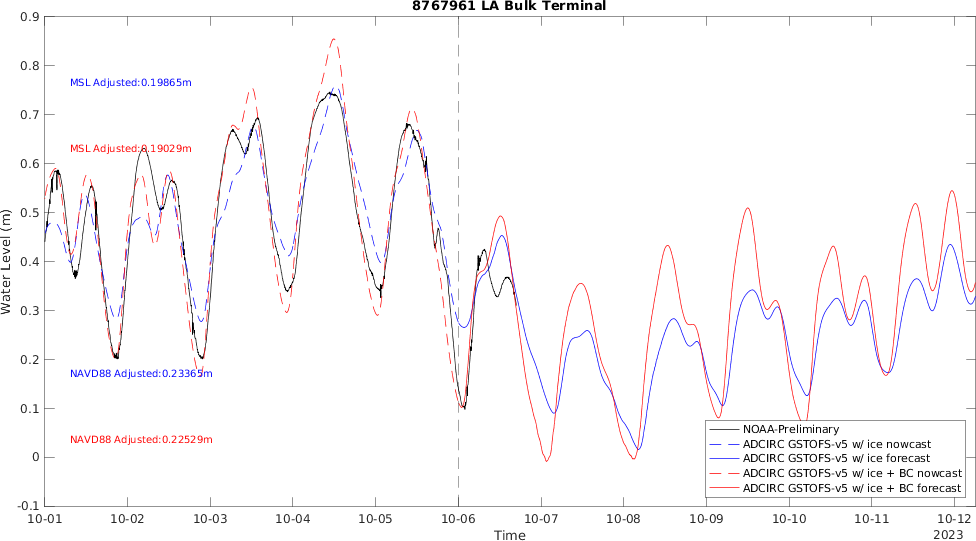 8767961 LA Bulk Terminal
0.9
0.8
0.7
0.6
0.5
0.4
0.3
0.2
0.1
0
-0.1
Water Level (m)
MSL Adjusted:0.19865m
MSL Adjusted:0.19029m
NAVD88 Adjusted:0.23365m
NAVD88 Adjusted:0.22529m
NOAA-Preliminary
ADCIRC GSTOFS-v5 w/ ice nowcast
ADCIRC GSTOFS-v5 w/ ice forecast
ADCIRC GSTOFS-v5 w/ ice + BC nowcast
ADCIRC GSTOFS-v5 w/ ice + BC forecast
10-01 10-02 10-03 10-04 10-05 10-06 10-07 10-08 10-09 10-10 10-11 10-12
Time 2023